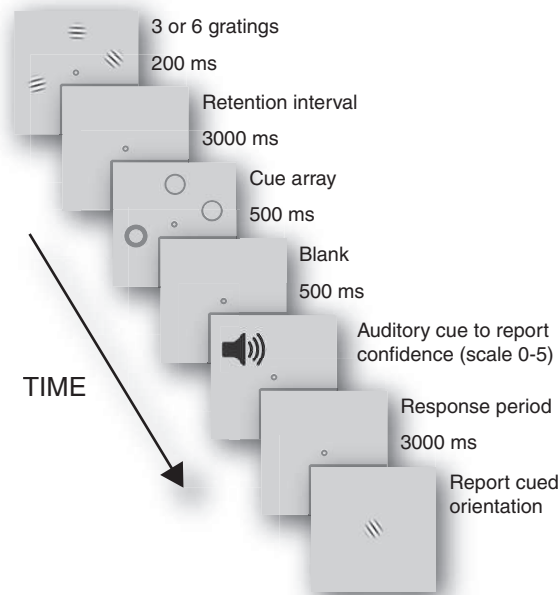 3 or 6 gratings
200 ms
Retention interval
3000 ms
Cue array
500 ms
Blank
500 ms
Auditory cue to report
confidence (scale 0-5)
TIME
Response period
3000 ms
Report cued
orientation